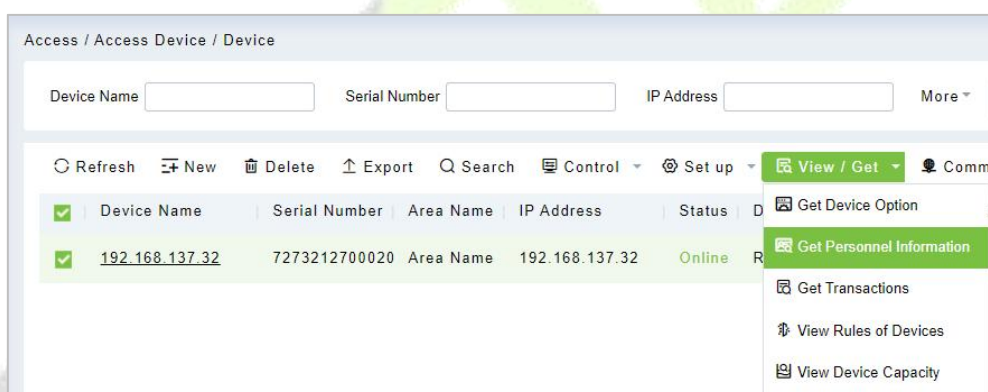 Access / Access Device / Device
Device Name Serial Number IP Address More
Refresh New Delete Export Search Control Set up View / Get Comm
Device Name Serial Number Area Name IP Address Status D
Get Device Option
192.168.137.32 7273212700020 Area Name 192.168.137.32 Online R
Get Personnel Information
Get Transactions
View Rules of Devices
View Device Capacity